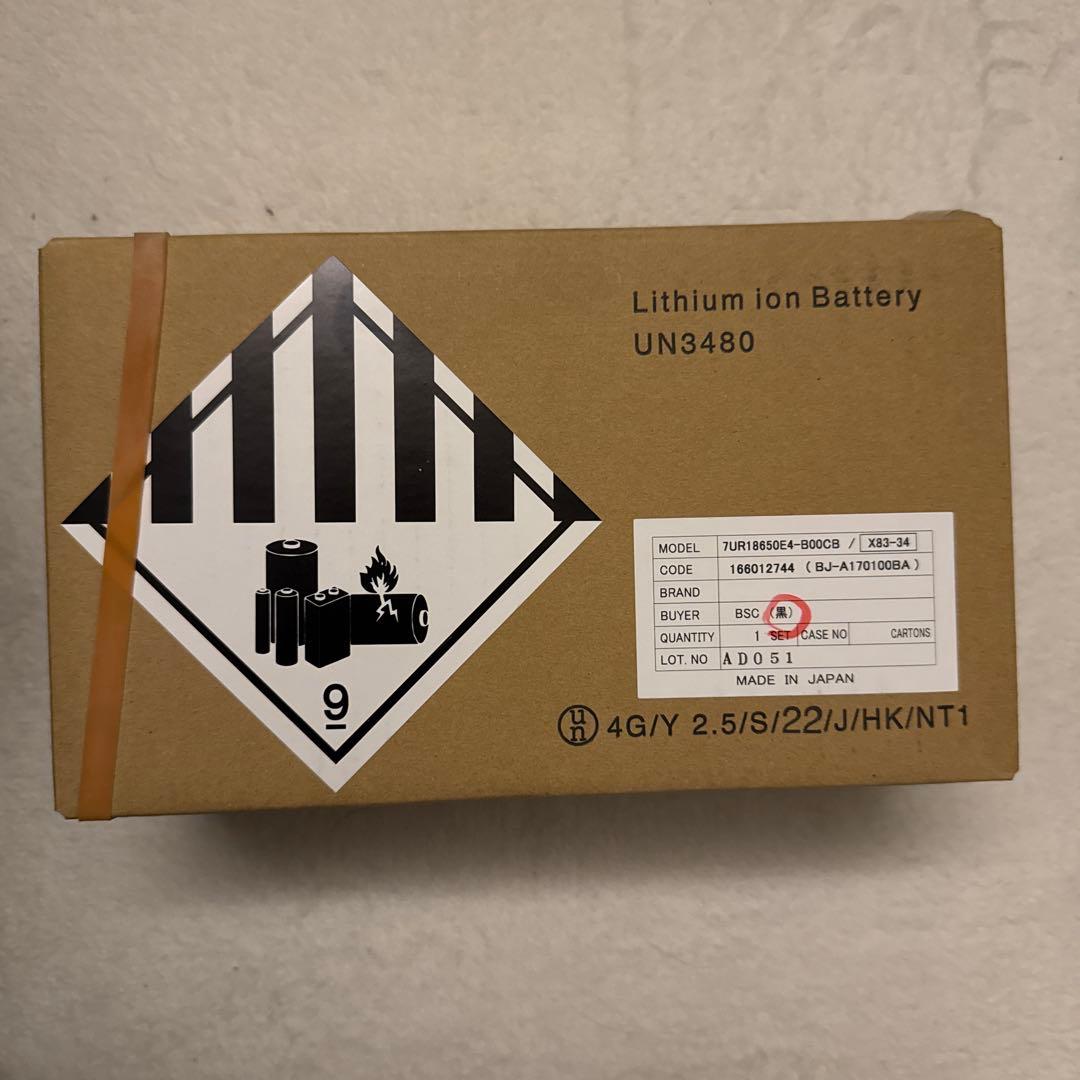 Lithium ion Battery
UN3480
MODEL 7UR18650E4-B00CB / X83-34
CODE 166012744 ( BJ-A170100BA )
BRAND
BUYER BSC (黒)
QUANTITY 1 SET CASE NO CARTONS
LOT. NO AD051
MADE IN JAPAN
un 4G/Y 2.5/S/22/J/HK/NT1
9